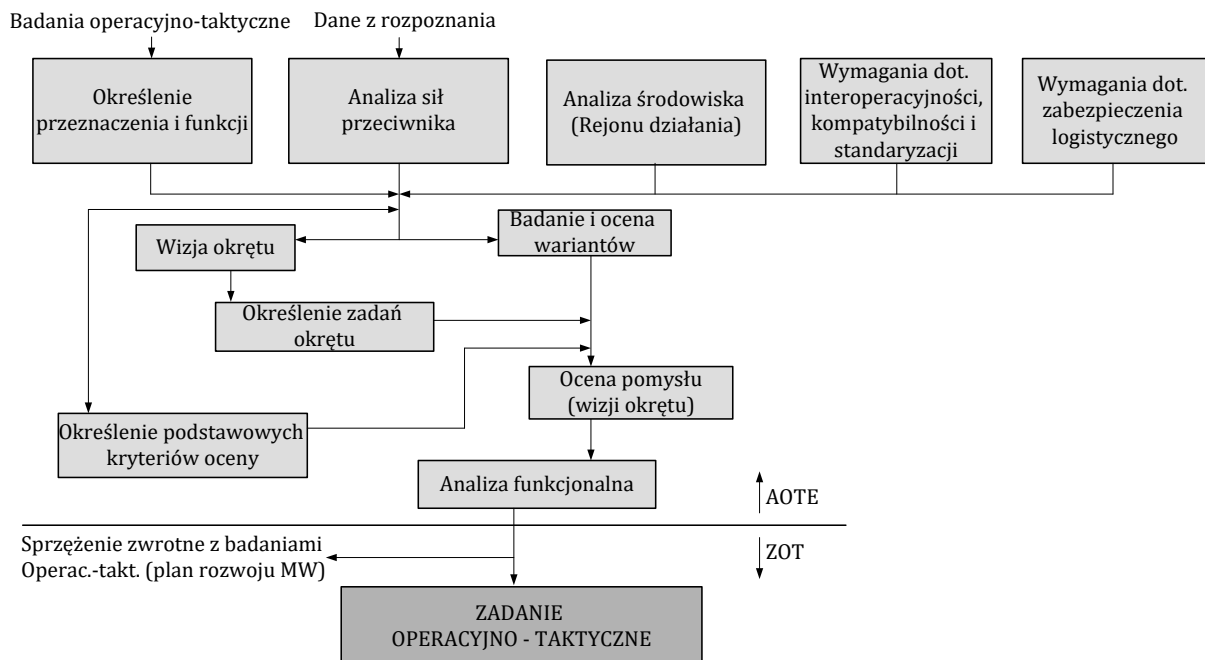 Badania operacyjno-taktyczne
Dane z rozpoznania
Określenie
przeznaczenia i funkcji
Analiza sił
przeciwnika
Analiza środowiska
(Rejonu działania)
Wymagania dot.
interoperacyjności,
kompatybilności i
standaryzacji
Wymagania dot.
zabezpieczenia
logistycznego
Wizja okrętu
Badanie i ocena
wariantów
Określenie zadań
okrętu
Ocena pomysłu
(wizji okrętu)
Określenie podstawowych
kryteriów oceny
Analiza funkcjonalna
AOTE
Sprzężenie zwrotne z badaniami
Operac.-takt. (plan rozwoju MW)
ZOT
ZADANIE
OPERACYJNO - TAKTYCZNE